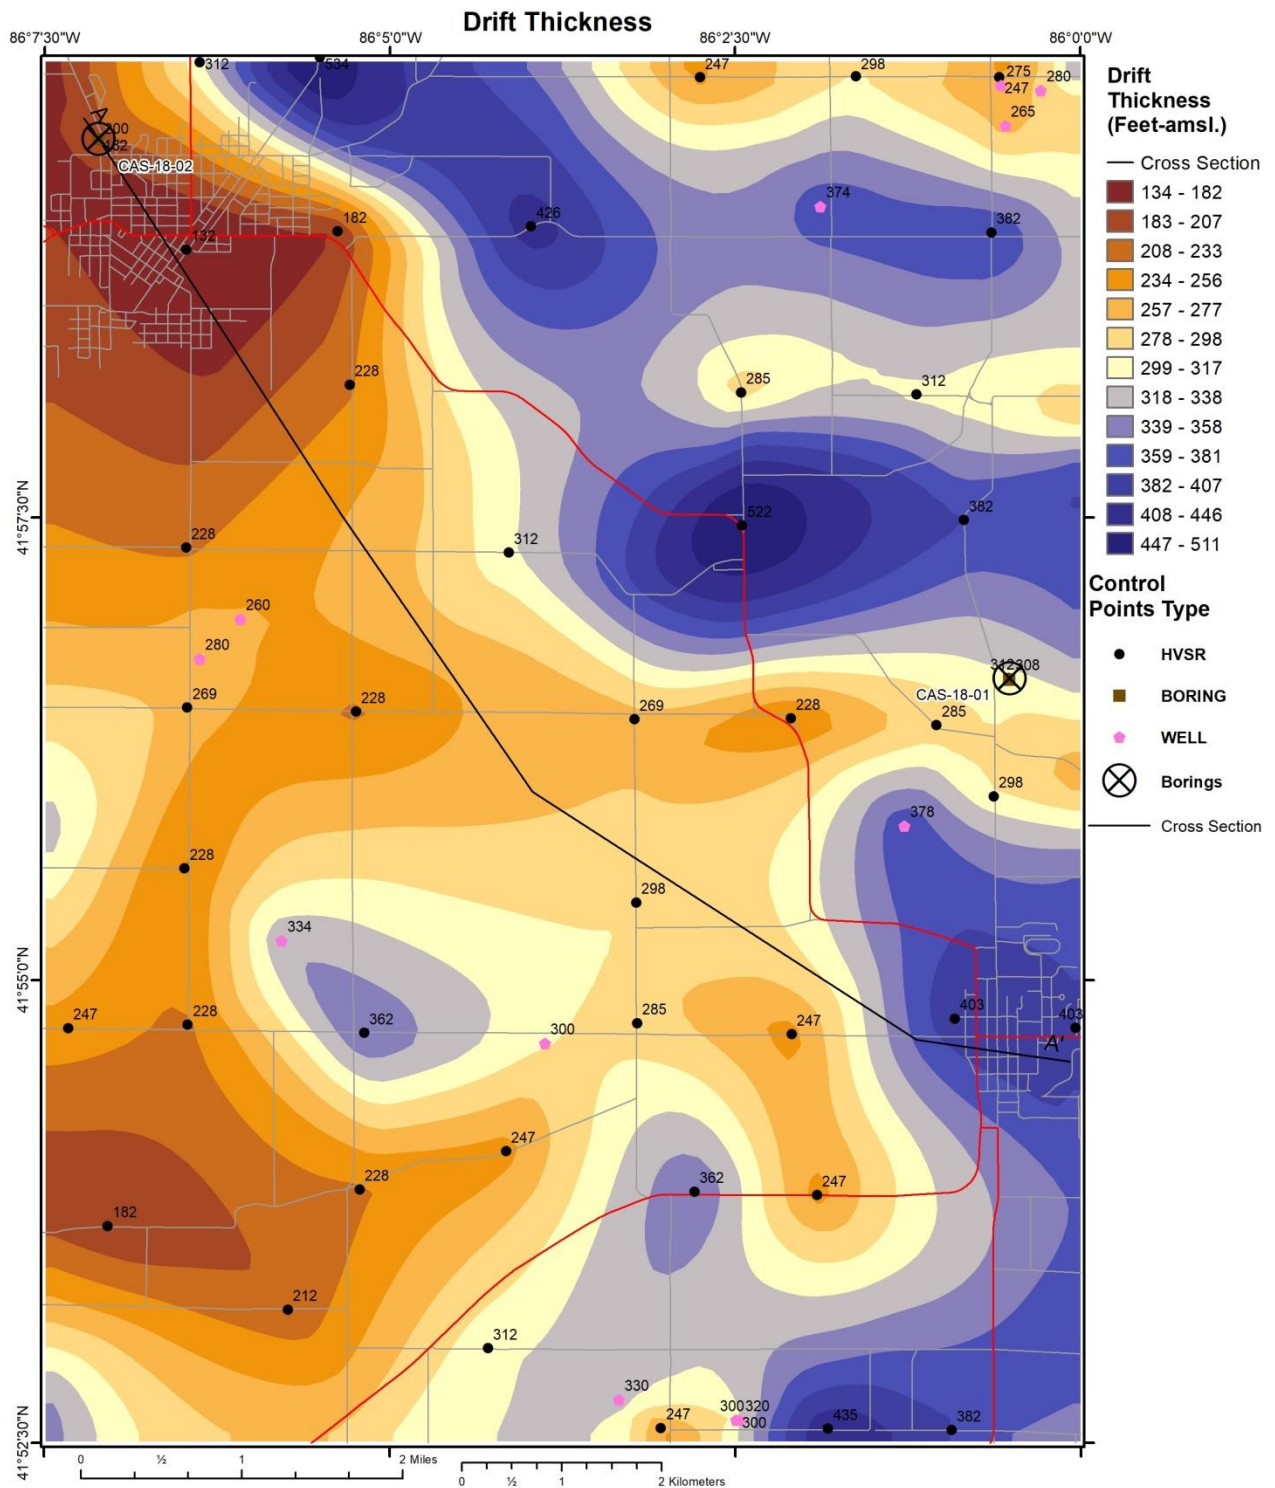 Drift Thickness
86°7'30"W
86°5'0"W
86°2'30"W
86°0'0"W
312
534
247
298
275
247
280
265
A
200
182
CAS-18-02
374
182
426
382
132
228
285
312
522
382
228
312
260
280
312308
CAS-18-01
269
228
269
228
285
298
378
228
298
334
403
403
247
228
362
300
285
247
A'
247
228
362
247
182
212
312
330
247
300320
300
435
382
41°57'30"N
41°55'0"N
41°52'30"N
Drift
Thickness
(Feet-amsl.)
Cross Section
134 - 182
183 - 207
208 - 233
234 - 256
257 - 277
278 - 298
299 - 317
318 - 338
339 - 358
359 - 381
382 - 407
408 - 446
447 - 511
Control
Points Type
HVSR
BORING
WELL
Borings
Cross Section
0 ½ 1 2 Miles
0 ½ 1 2 Kilometers